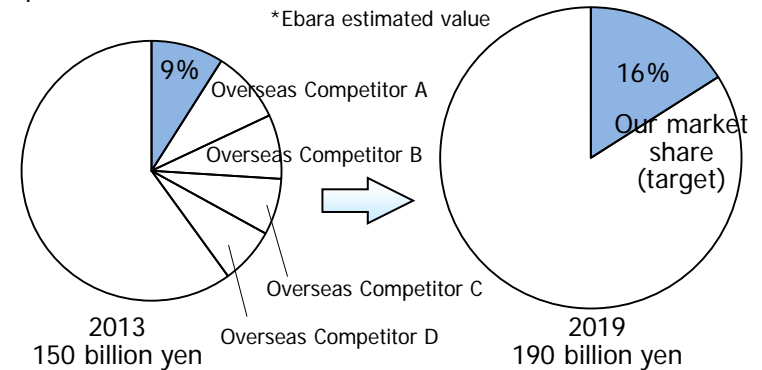 *Ebara estimated value
9%
Overseas Competitor A
Overseas Competitor B
Overseas Competitor C
Overseas Competitor D
2013
150 billion yen
16%
Our market
share
(target)
2019
190 billion yen